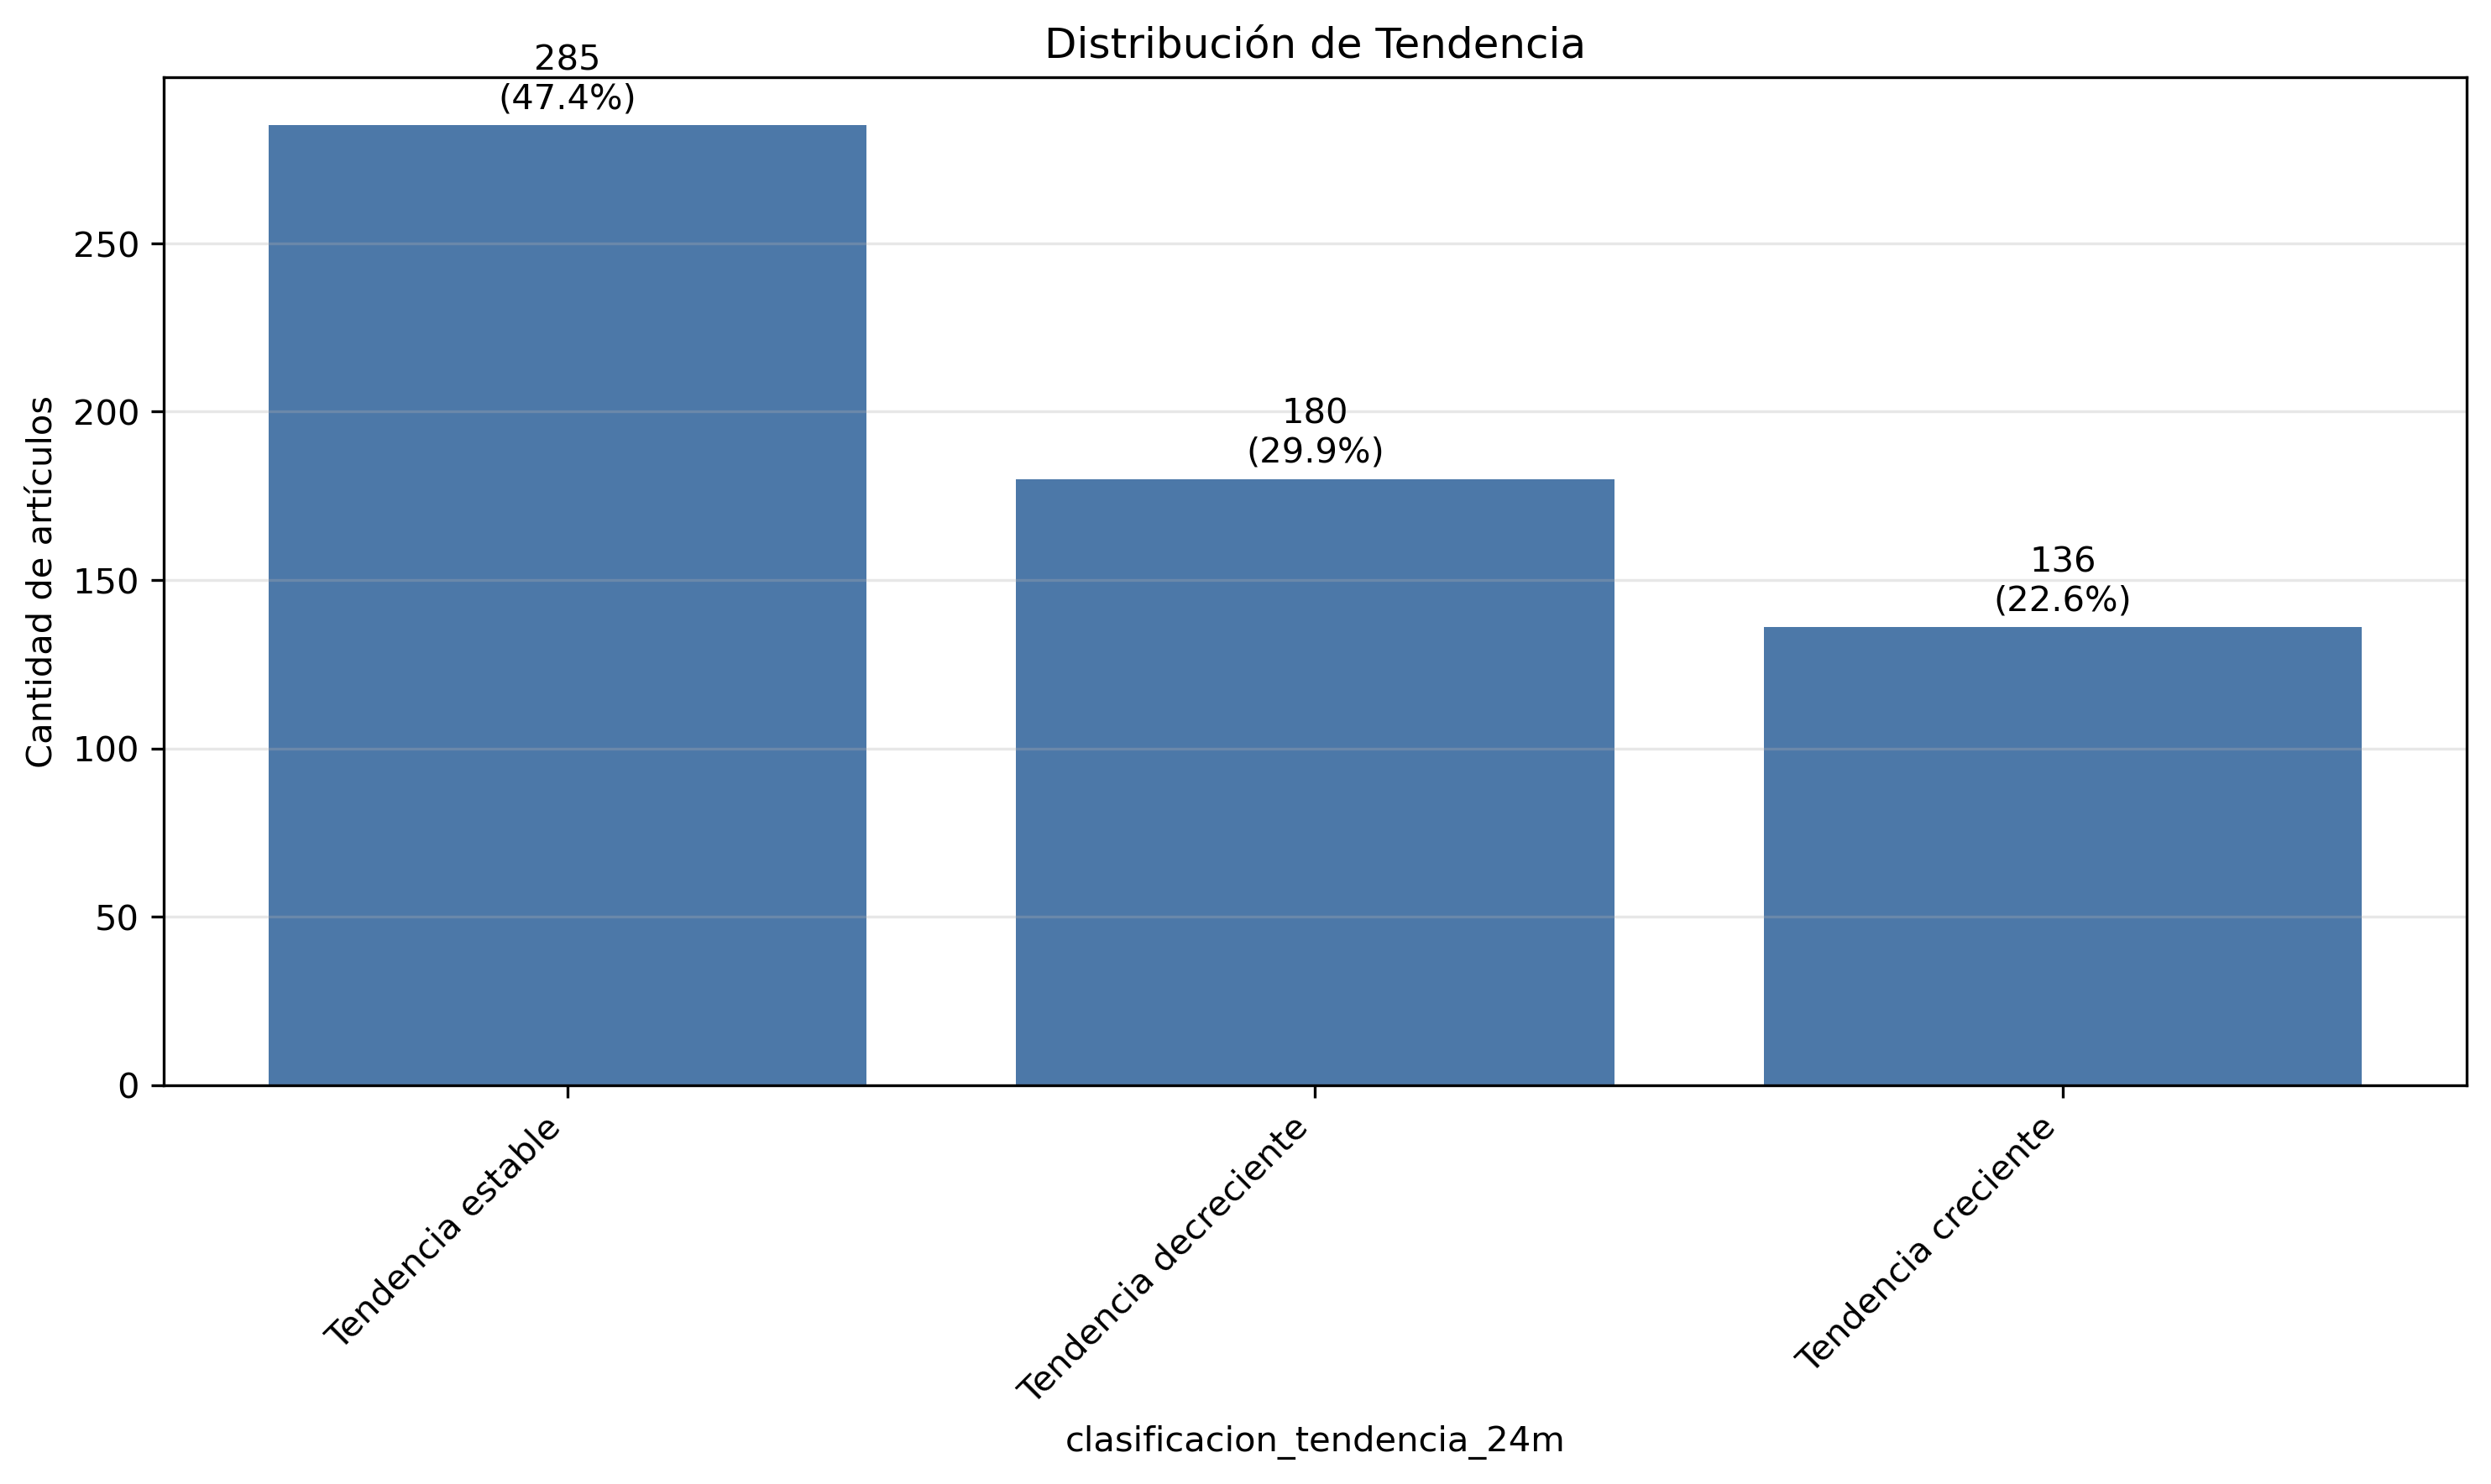 Distribución de Tendencia
285
(47.4%)
180
(29.9%)
136
(22.6%)
Cantidad de artículos
250
200
150
100
50
0
Tendencia estable
Tendencia decreciente
Tendencia creciente
clasificacion_tendencia_24m